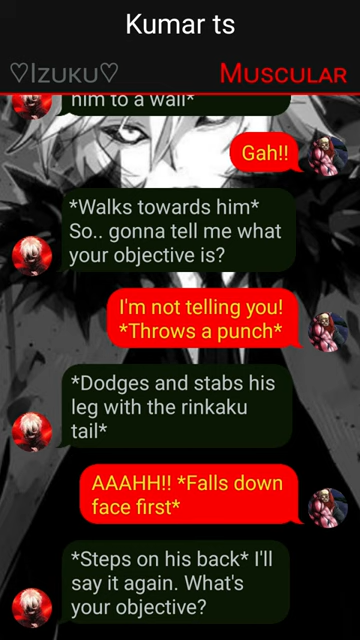 Kumar ts
♡Izuku♡
Muscular
him to a wall*
Gah!!
*Walks towards him*
So.. gonna tell me what
your objective is?
I'm not telling you!
*Throws a punch*
*Dodges and stabs his
leg with the rinkaku
tail*
AAAHH!! *Falls down
face first*
*Steps on his back* I'll
say it again. What's
your objective?